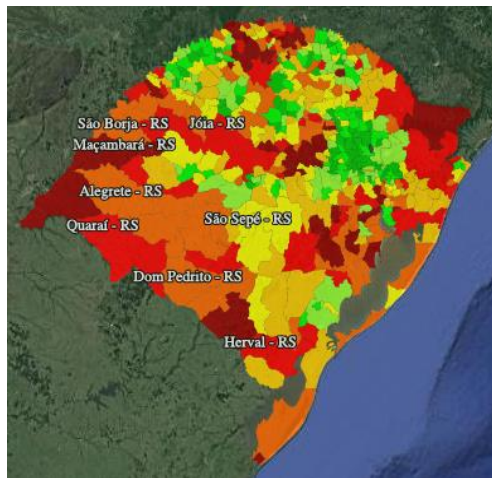 São Borja - RS
Jóia - RS
Maçambará - RS
Alegrete - RS
São Sepé - RS
Quaraí - RS
Dom Pedrito - RS
Herval - RS